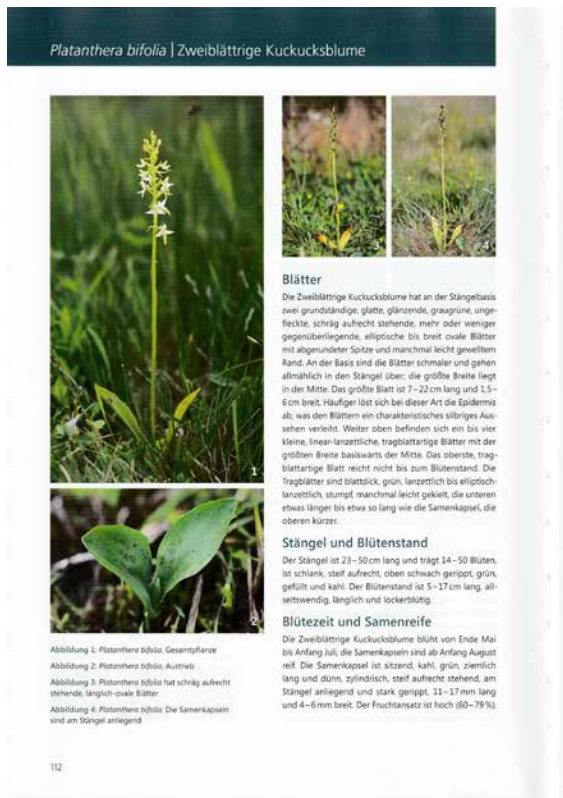 Platanthera bifolia | Zweiblättrige Kuckucksblume
1
2
3
4
Abbildung 1: Platanthera bifolia, Gesamtpflanze
Abbildung 2: Platanthera bifolia, Austrieb
Abbildung 3: Platanthera bifolia hat schräg aufrecht
stehende, länglich-ovale Blätter
Abbildung 4: Platanthera bifolia. Die Samenkapseln
sind am Stängel anliegend
Blätter
Die Zweiblättrige Kuckucksblume hat an der Stängelbasis
zwei grundständige, glatte, glänzende, graugrüne, unge-
fleckte, schräg aufrecht stehende, mehr oder weniger
gegenüberliegende, elliptische bis breit ovale Blätter
mit abgerundeter Spitze und manchmal leicht gewelltem
Rand. An der Basis sind die Blätter schmaler und gehen
allmählich in den Stängel über; die größte Breite liegt
in der Mitte. Das größte Blatt ist 7–22 cm lang und 1,5–
6 cm breit. Häufiger löst sich bei dieser Art die Epidermis
ab, was den Blättern ein charakteristisches silbriges Aus-
sehen verleiht. Weiter oben befinden sich ein bis vier
kleine, linear-lanzettliche, tragblattartige Blätter mit der
größten Breite basiswärts der Mitte. Das oberste, trag-
blattartige Blatt reicht nicht bis zum Blütenstand. Die
Tragblätter sind blattdick, grün, lanzettlich bis elliptisch-
lanzettlich, stumpf, manchmal leicht gekielt, die unteren
etwas länger bis etwa so lang wie die Samenkapsel, die
oberen kürzer.
Stängel und Blütenstand
Der Stängel ist 23–50 cm lang und trägt 14–50 Blüten,
ist schlank, steif aufrecht, oben schwach gerippt, grün,
gefüllt und kahl. Der Blütenstand ist 5–17 cm lang, all-
seitswendig, länglich und lockerblütig.
Blütezeit und Samenreife
Die Zweiblättrige Kuckucksblume blüht von Ende Mai
bis Anfang Juli, die Samenkapseln sind ab Anfang August
reif. Die Samenkapsel ist sitzend, kahl, grün, ziemlich
lang und dünn, zylindrisch, steif aufrecht stehend, am
Stängel anliegend und stark gerippt, 11–17 mm lang
und 4–6 mm breit. Der Fruchtansatz ist hoch (60–79 %).
112